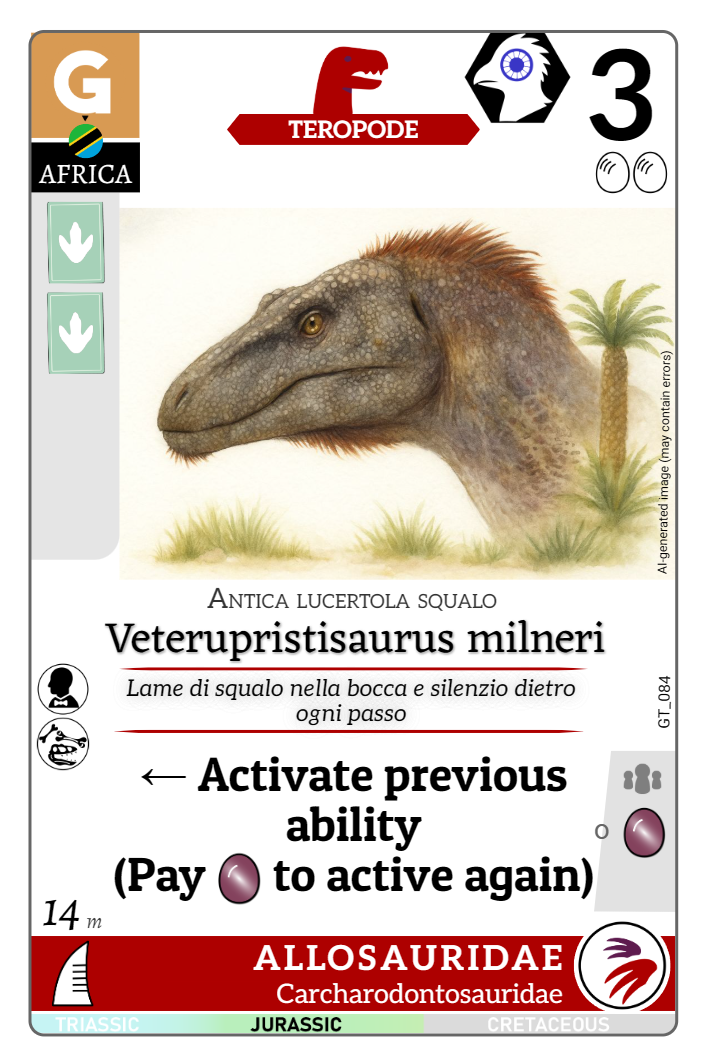 G
AFRICA
TEROPODE
3
AI-generated image (may contain errors)
Antica lucertola squalo
Veterupristisaurus milneri
Lame di squalo nella bocca e silenzio dietro
ogni passo
GT_084
← Activate previous
ability
(Pay to active again)
o
14 m
ALLOSAURIDAE
Carcharodontosauridae
TRIASSIC
JURASSIC
CRETACEOUS